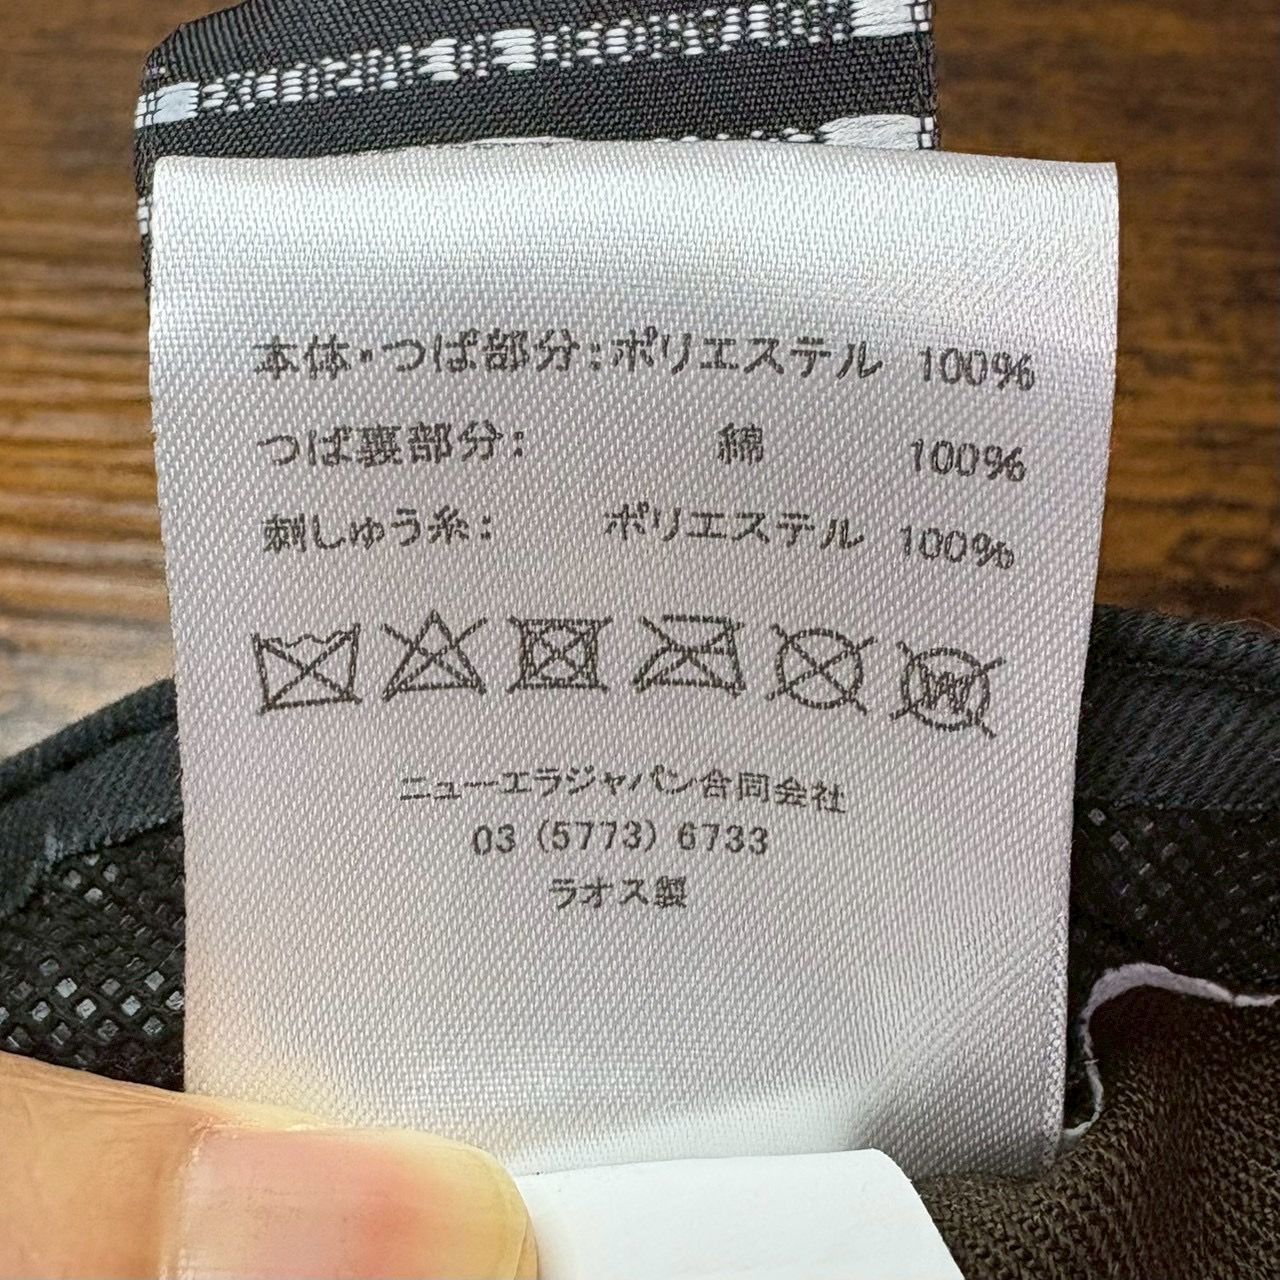 本体・つば部分:ポリエステル 100%
つば裏部分: 綿 100%
刺しゅう糸: ポリエステル 100%
W
ニューエラジャパン合同会社
03 (5773) 6733
ラオス製